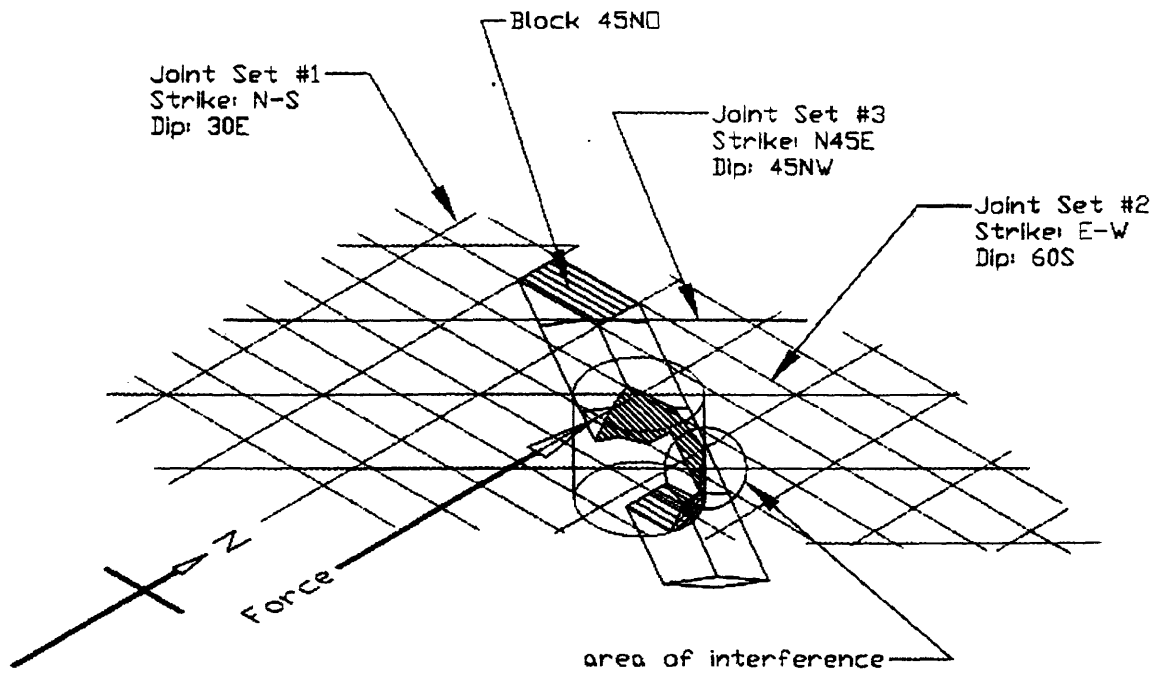 Block 45N□
Joint Set #1
Strike: N-S
Dip: 30E
Joint Set #3
Strike: N45E
Dip: 45NW
Joint Set #2
Strike: E-W
Dip: 60S
N
Force
area of interference